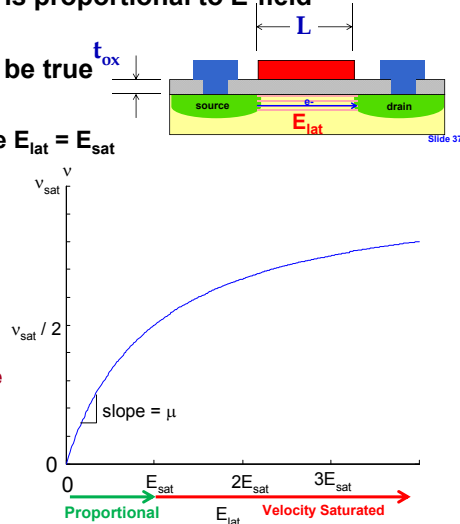 is proportional to E-field
L
t_ox
be true
source e- drain
E_lat
e E_lat = E_sat
Slide 37
ν
ν_sat
ν_sat / 2
e
slope = μ
0
0 E_sat 2E_sat 3E_sat
Proportional E_lat Velocity Saturated